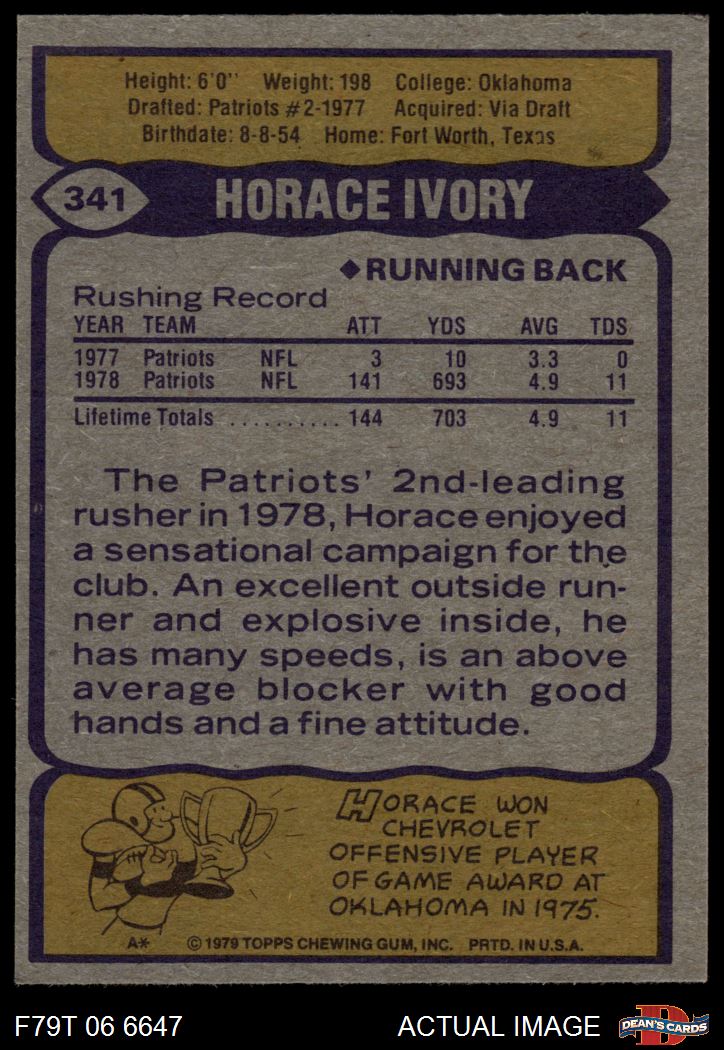 Height: 6'0" Weight: 198 College: Oklahoma
Drafted: Patriots #2-1977 Acquired: Via Draft
Birthdate: 8-8-54 Home: Fort Worth, Texas
341 HORACE IVORY
◆RUNNING BACK
Rushing Record
YEAR TEAM ATT YDS AVG TDS
1977 Patriots NFL 3 10 3.3 0
1978 Patriots NFL 141 693 4.9 11
Lifetime Totals .......... 144 703 4.9 11
The Patriots' 2nd-leading
rusher in 1978, Horace enjoyed
a sensational campaign for the
club. An excellent outside run-
ner and explosive inside, he
has many speeds, is an above
average blocker with good
hands and a fine attitude.
HORACE WON
CHEVROLET
OFFENSIVE PLAYER
OF GAME AWARD AT
OKLAHOMA IN 1975.
A* © 1979 TOPPS CHEWING GUM, INC. PRTD. IN U.S.A.
F79T 06 6647 ACTUAL IMAGE D DEAN'S CARDS